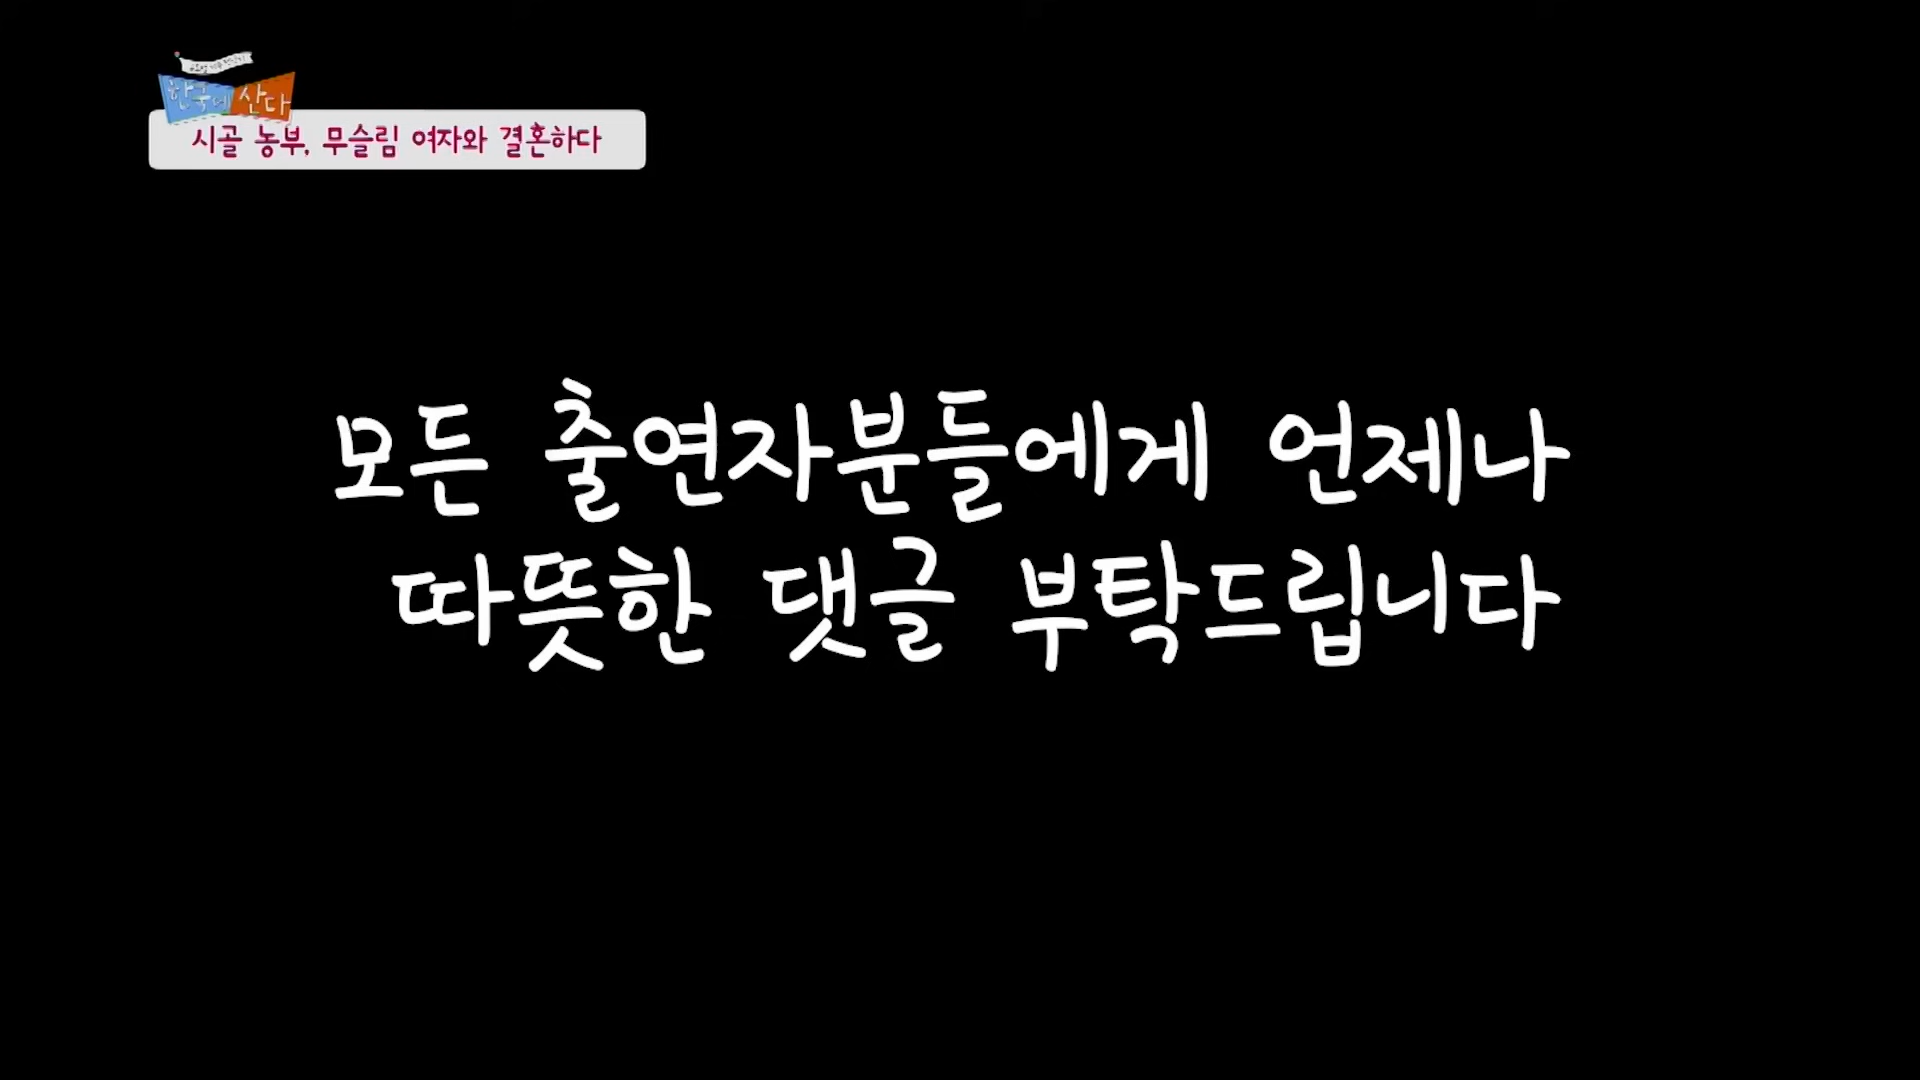 한국에 산다
시골 농부, 무슬림 여자와 결혼하다
모든 출연자분들에게 언제나
따뜻한 댓글 부탁드립니다